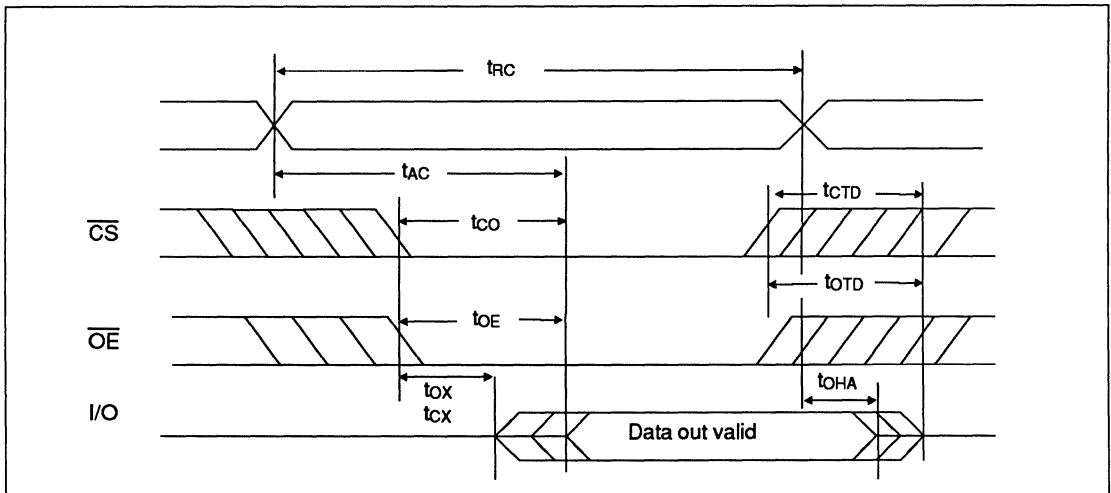 tRC
tAC
tCTD
CS
tCO
tOTD
OE
tOE
tOHA
tOX
I/O
tCX
Data out valid